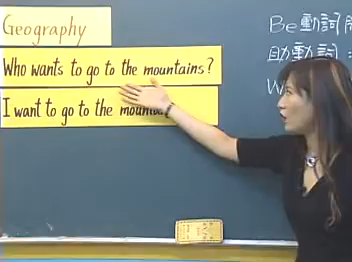 Geography
Who wants to go to the mountains?
I want to go to the
Be動詞
助動詞:
W